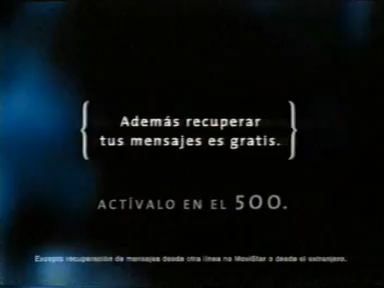 Además recuperar
tus mensajes es gratis.
ACTÍVALO EN EL 500.
Excepto recuperación de mensajes desde otra línea no MoviStar o desde el extranjero.